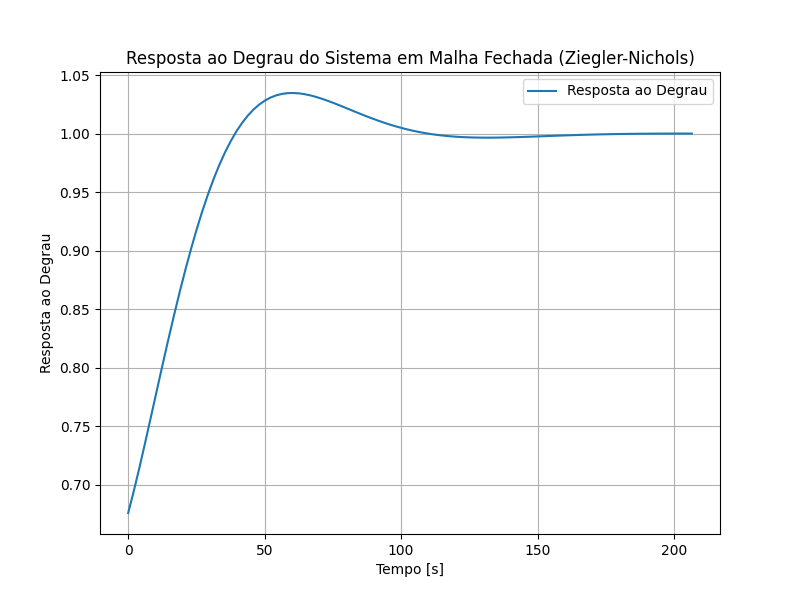 Resposta ao Degrau do Sistema em Malha Fechada (Ziegler-Nichols)
Resposta ao Degrau
1.05
1.00
0.95
0.90
0.85
0.80
0.75
0.70
Resposta ao Degrau
0 50 100 150 200
Tempo [s]